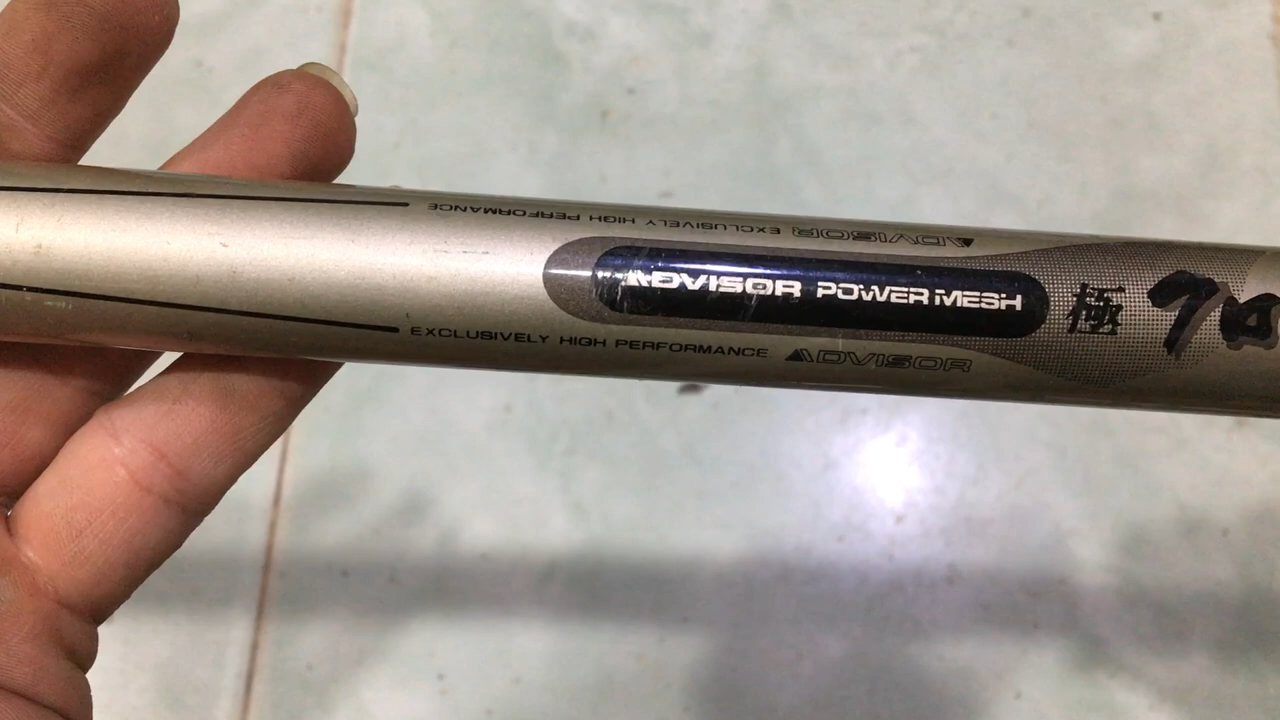 EXCLUSIVELY HIGH PERFORMANCE ADVISOR
ADVISOR POWER MESH
極
EXCLUSIVELY HIGH PERFORMANCE ADVISOR